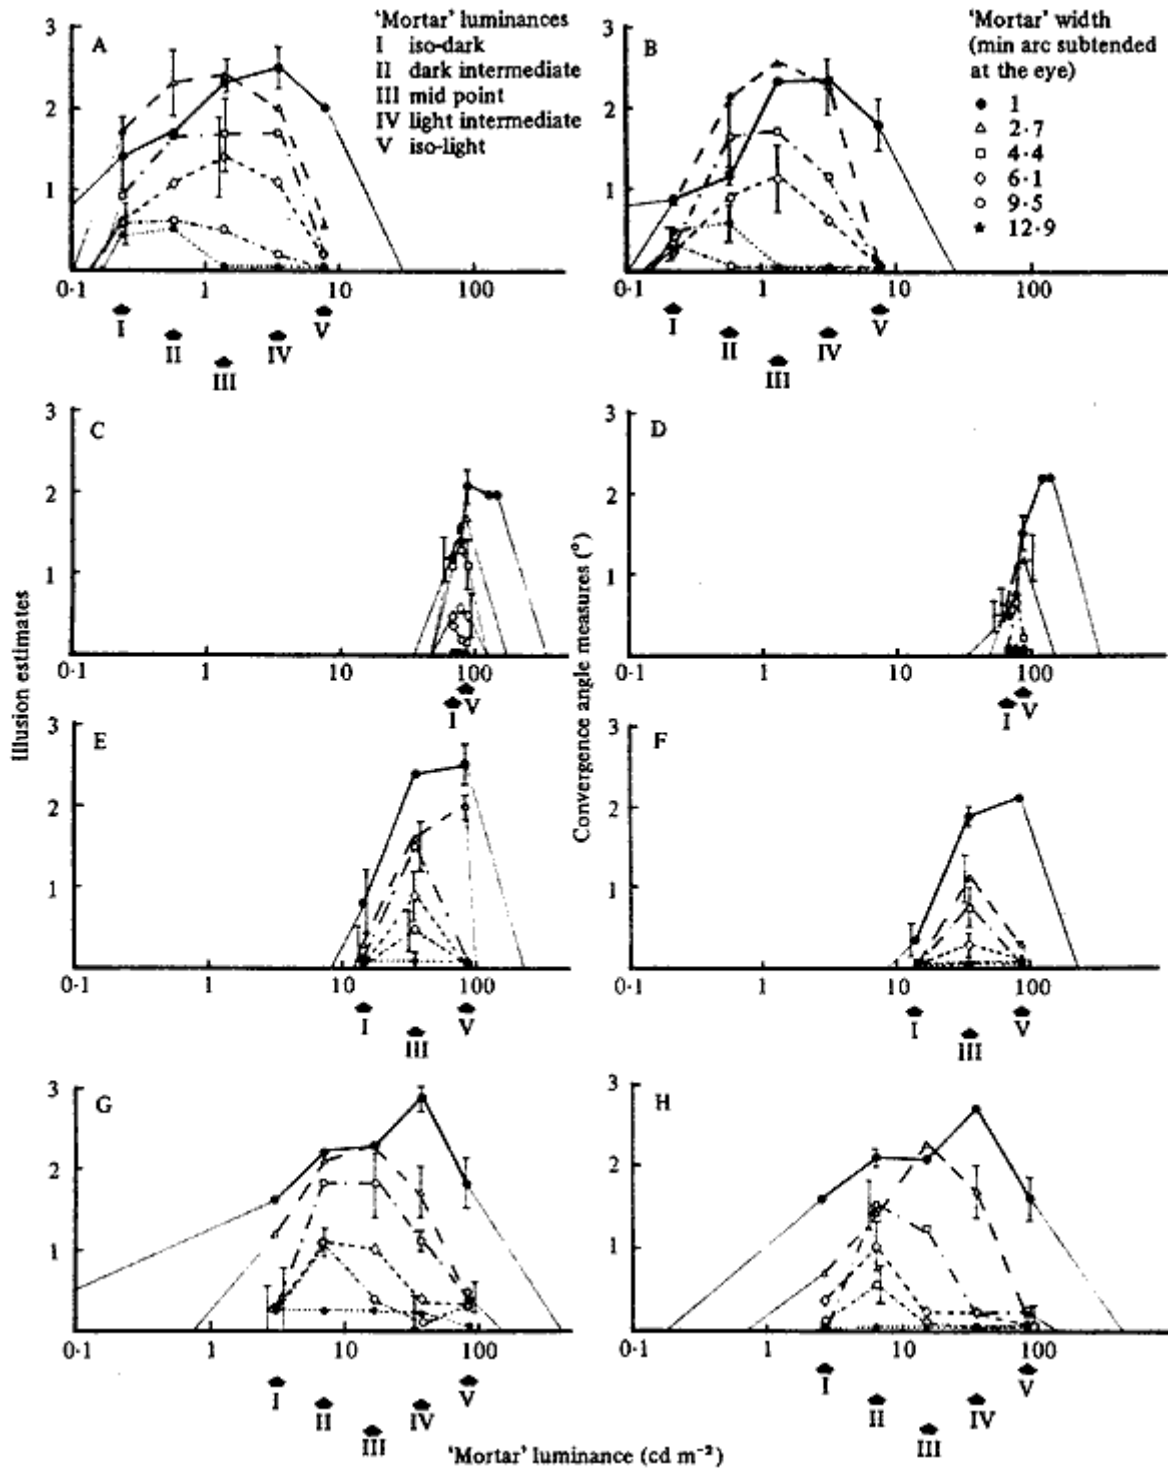 A
'Mortar' luminances
I iso-dark
II dark intermediate
III mid point
IV light intermediate
V iso-light
3
2
1
0·1 1 10 100
I
II
III
IV
V
B
'Mortar' width
(min arc subtended
at the eye)
1
2·7
4·4
6·1
9·5
12·9
3
2
1
0·1 1 10 100
I
II
III
IV
V
C
3
2
1
0·1 1 10 100
I V
D
3
2
1
0·1 1 10 100
I V
Illusion estimates
Convergence angle measures (°)
E
3
2
1
0·1 1 10 100
I
III
V
F
3
2
1
0·1 1 10 100
I
III
V
G
3
2
1
0·1 1 10 100
I
II
III
IV
V
H
3
2
1
0·1 1 10 100
I
II
III
IV
V
'Mortar' luminance (cd m⁻²)